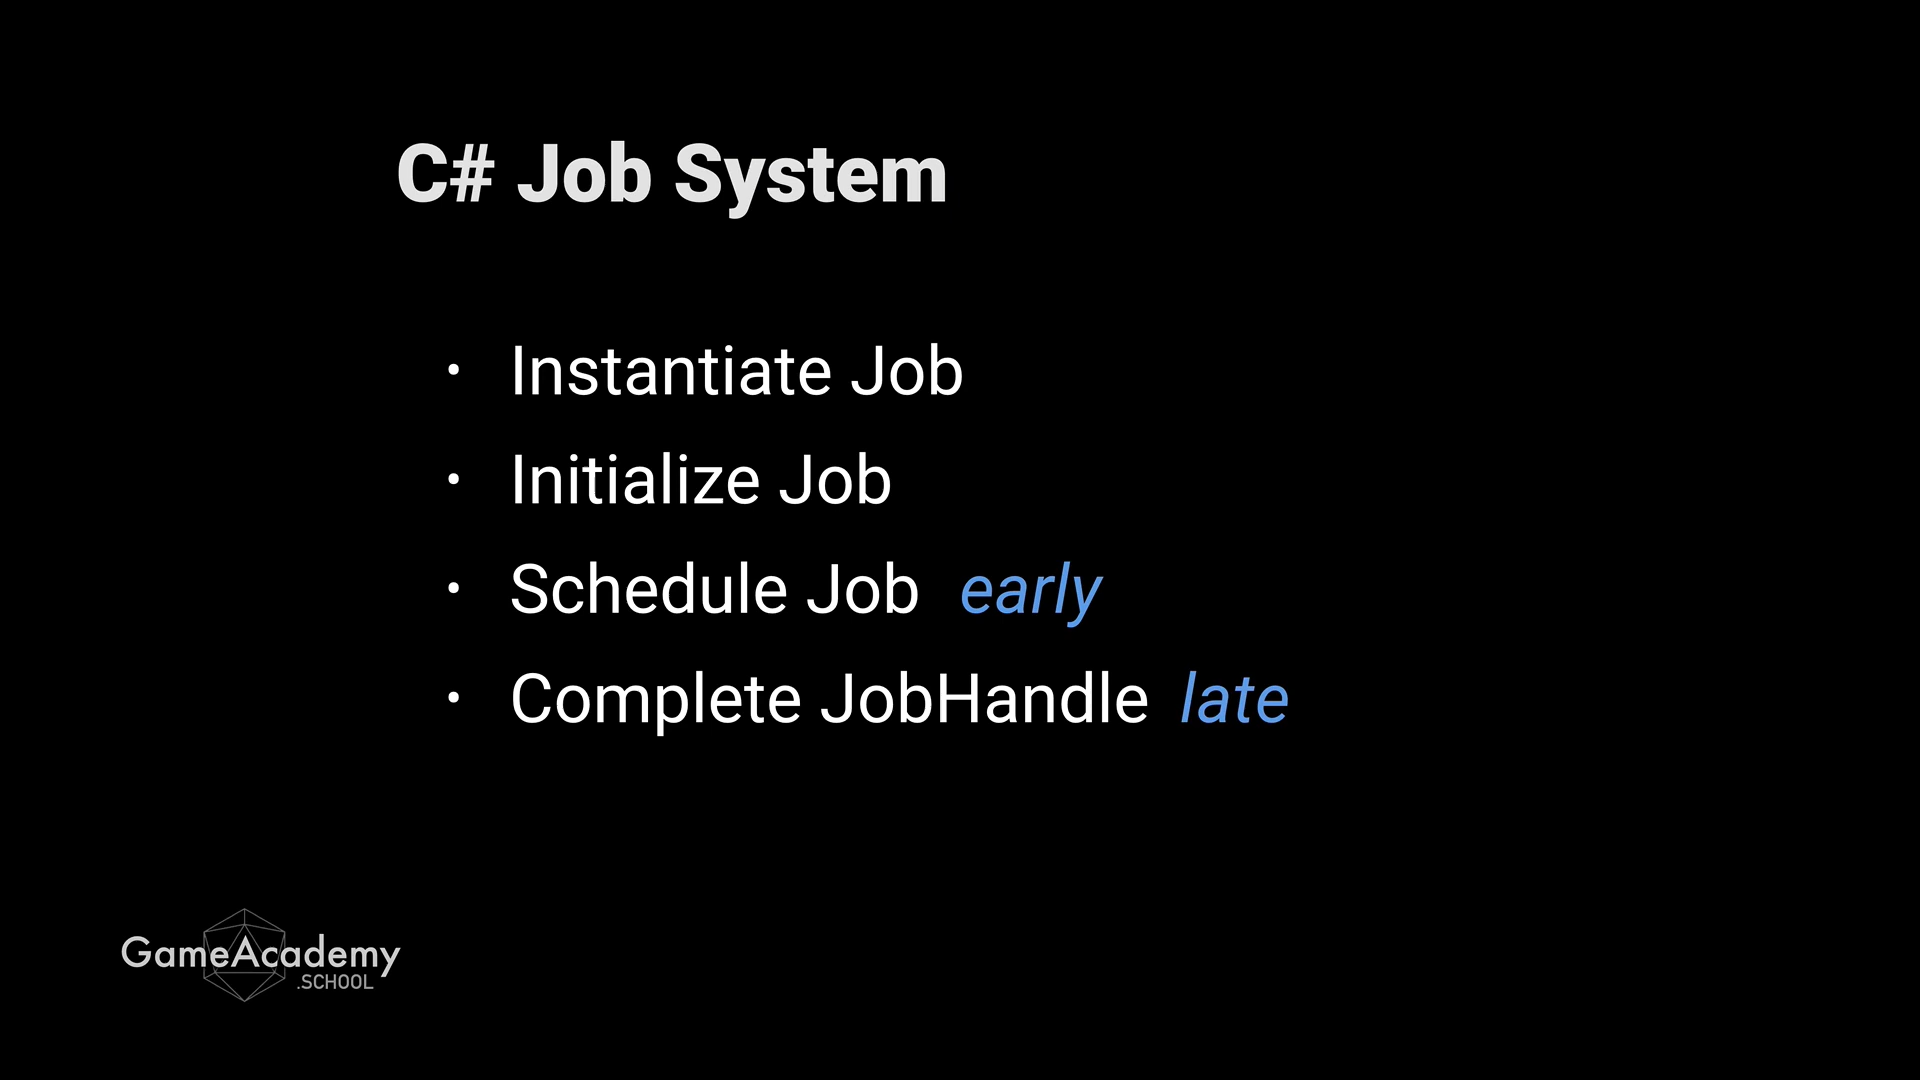 C# Job System
• Instantiate Job
• Initialize Job
• Schedule Job early
• Complete JobHandle late
GameAcademy
.SCHOOL